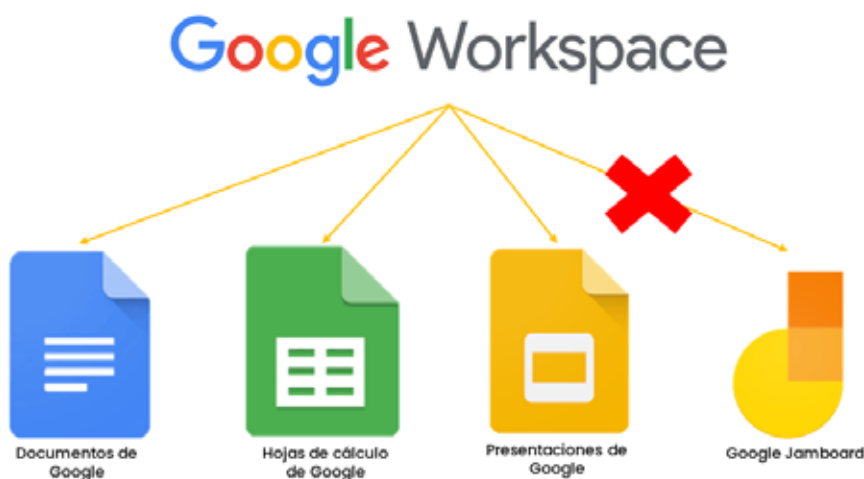 Google Workspace
Documentos de
Google
Hojas de cálculo
de Google
Presentaciones de
Google
Google Jamboard